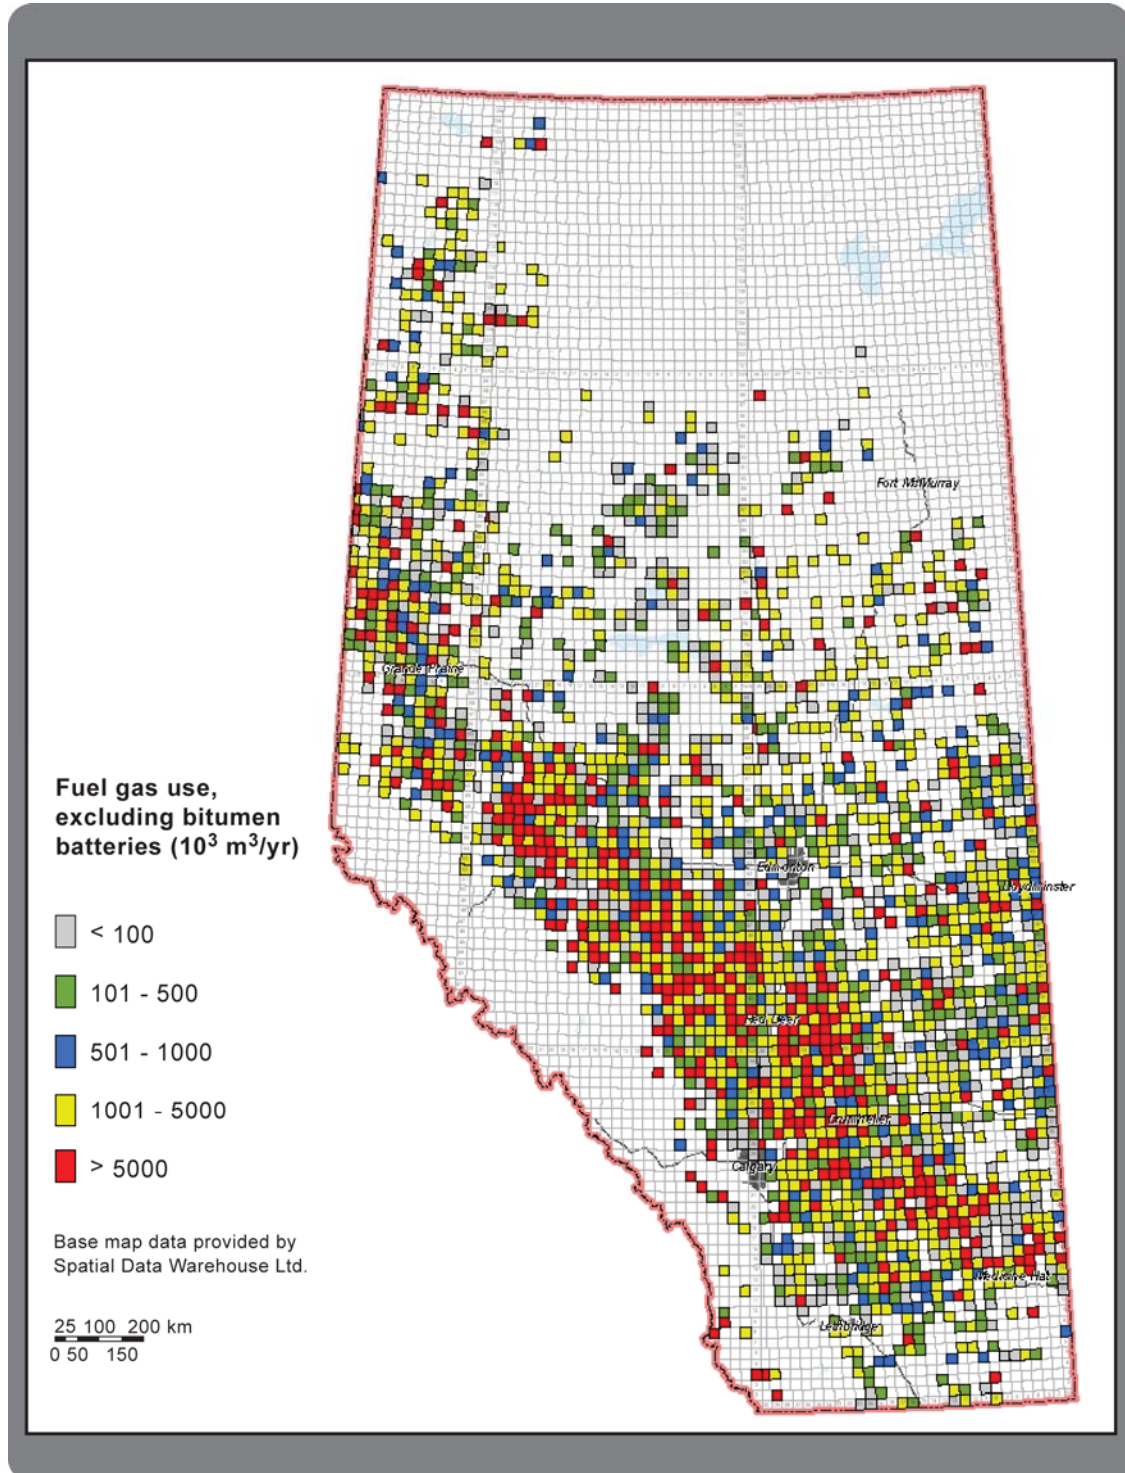 Fort McMurray
Grande Prairie
Fuel gas use,
excluding bitumen
batteries (10³ m³/yr)
Edmonton
Lloydminster
< 100
101 - 500
501 - 1000
Red Deer
1001 - 5000
Drumheller
> 5000
Calgary
Base map data provided by
Spatial Data Warehouse Ltd.
Medicine Hat
25 100 200 km
0 50 150
Lethbridge